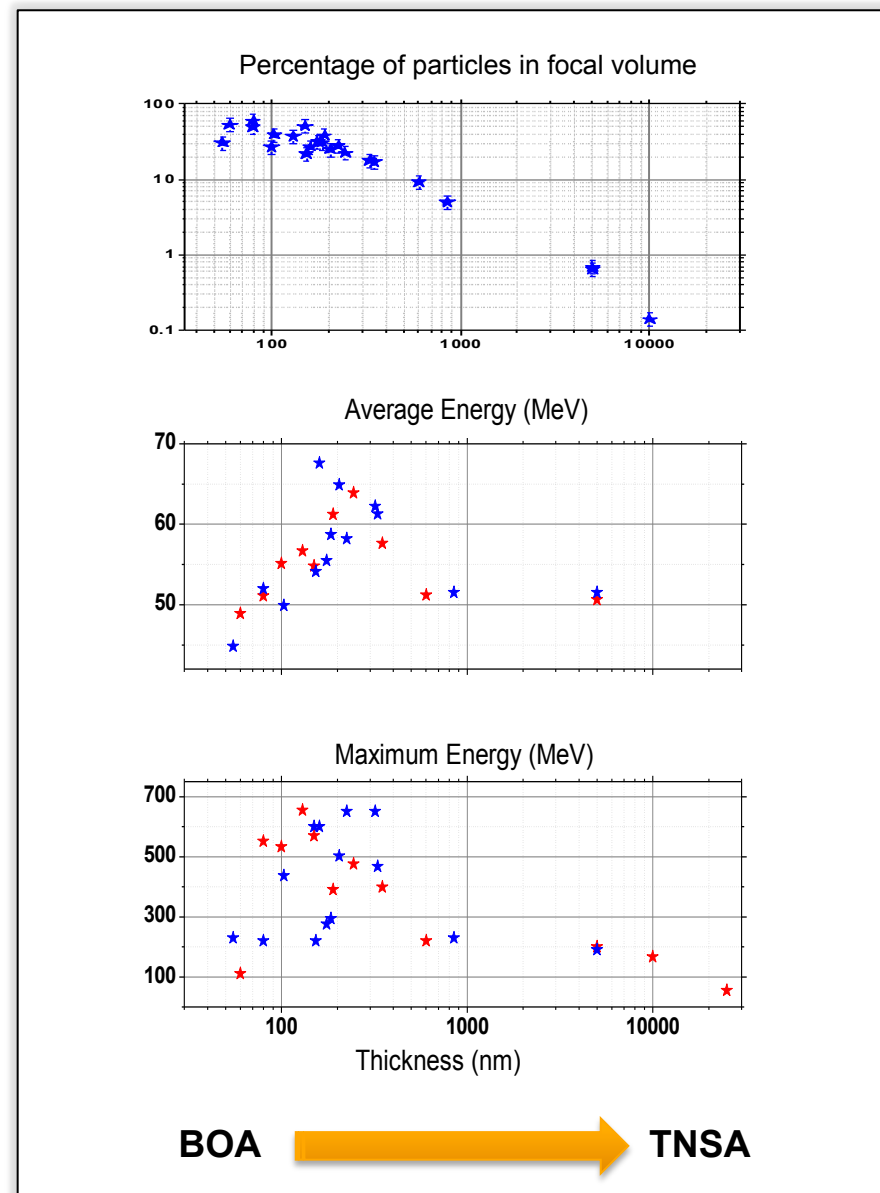 Percentage of particles in focal volume
100
10
1
0.1
100 1000 10000
Average Energy (MeV)
70
60
50
Maximum Energy (MeV)
700
500
300
100
100 1000 10000
Thickness (nm)
BOA TNSA